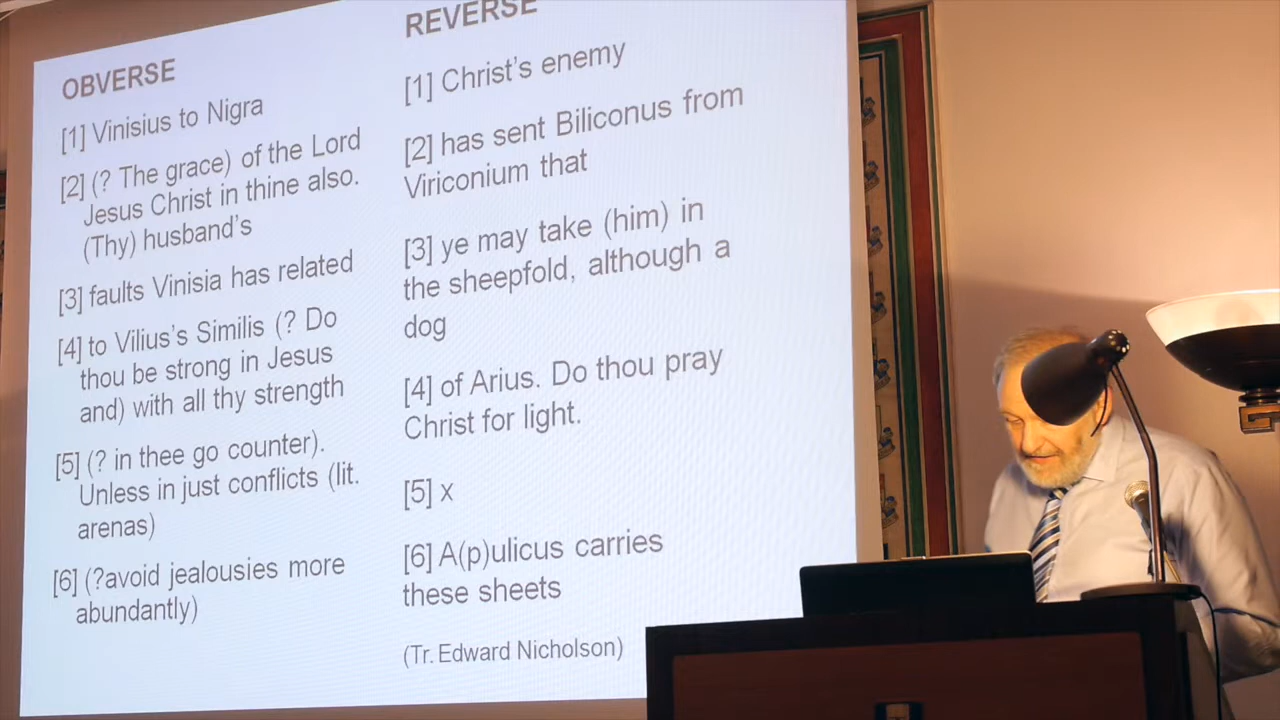 OBVERSE
[1] Vinisius to Nigra
[2] (? The grace) of the Lord
Jesus Christ in thine also.
(Thy) husband's
[3] faults Vinisia has related
[4] to Vilius's Similis (? Do
thou be strong in Jesus
and) with all thy strength
[5] (? in thee go counter).
Unless in just conflicts (lit.
arenas)
[6] (?avoid jealousies more
abundantly)
REVERSE
[1] Christ's enemy
[2] has sent Biliconus from
Viriconium that
[3] ye may take (him) in
the sheepfold, although a
dog
[4] of Arius. Do thou pray
Christ for light.
[5] x
[6] A(p)ulicus carries
these sheets
(Tr. Edward Nicholson)